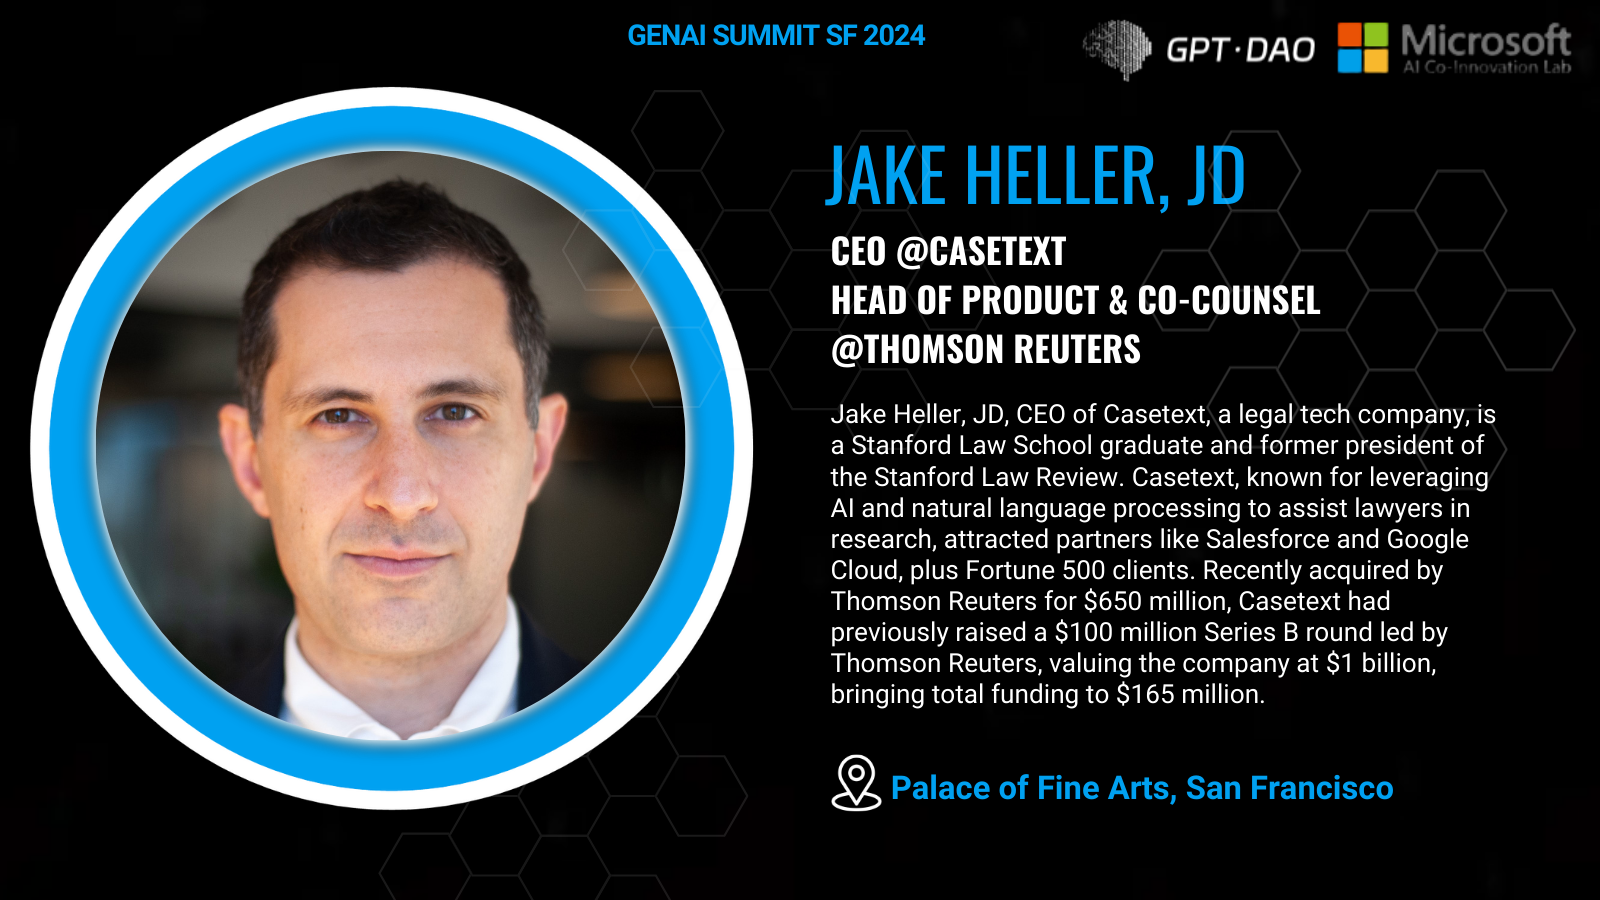 GENAI SUMMIT SF 2024
GPT·DAO
Microsoft
AI Co-Innovation Lab
JAKE HELLER, JD
CEO @CASETEXT
HEAD OF PRODUCT & CO-COUNSEL
@THOMSON REUTERS
Jake Heller, JD, CEO of Casetext, a legal tech company, is
a Stanford Law School graduate and former president of
the Stanford Law Review. Casetext, known for leveraging
AI and natural language processing to assist lawyers in
research, attracted partners like Salesforce and Google
Cloud, plus Fortune 500 clients. Recently acquired by
Thomson Reuters for $650 million, Casetext had
previously raised a $100 million Series B round led by
Thomson Reuters, valuing the company at $1 billion,
bringing total funding to $165 million.
Palace of Fine Arts, San Francisco